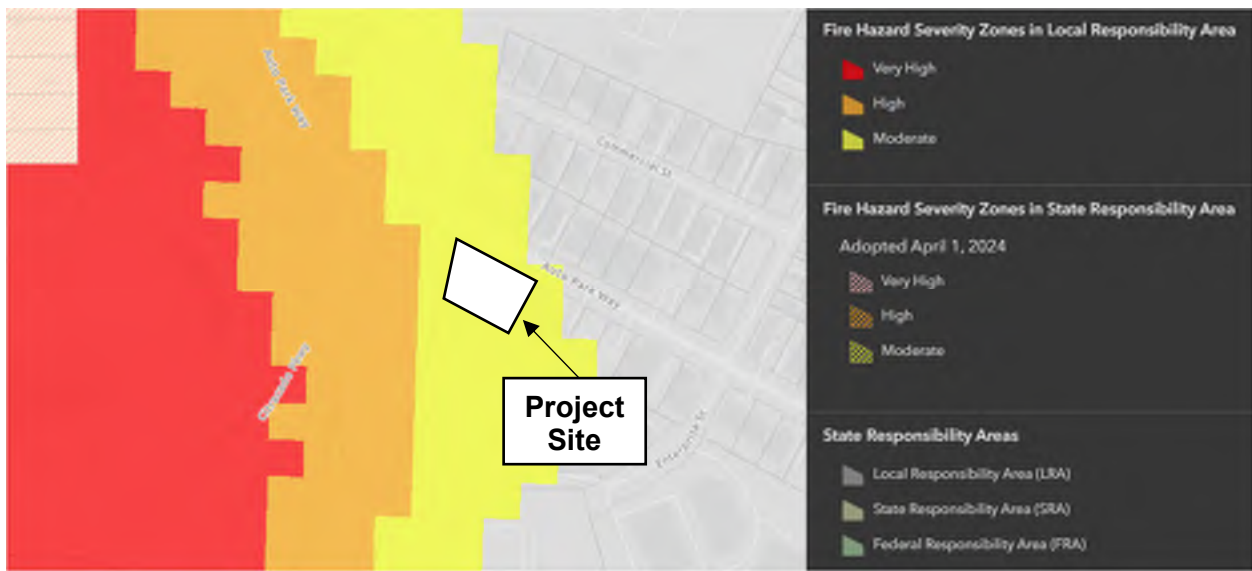 Auto Park Way
Commercial St
Auto Park Way
Enterprise St
Project
Site
Fire Hazard Severity Zones in Local Responsibility Area
Very High
High
Moderate
Fire Hazard Severity Zones in State Responsibility Area
Adopted April 1, 2024
Very High
High
Moderate
State Responsibility Areas
Local Responsibility Area (LRA)
State Responsibility Area (SRA)
Federal Responsibility Area (FRA)